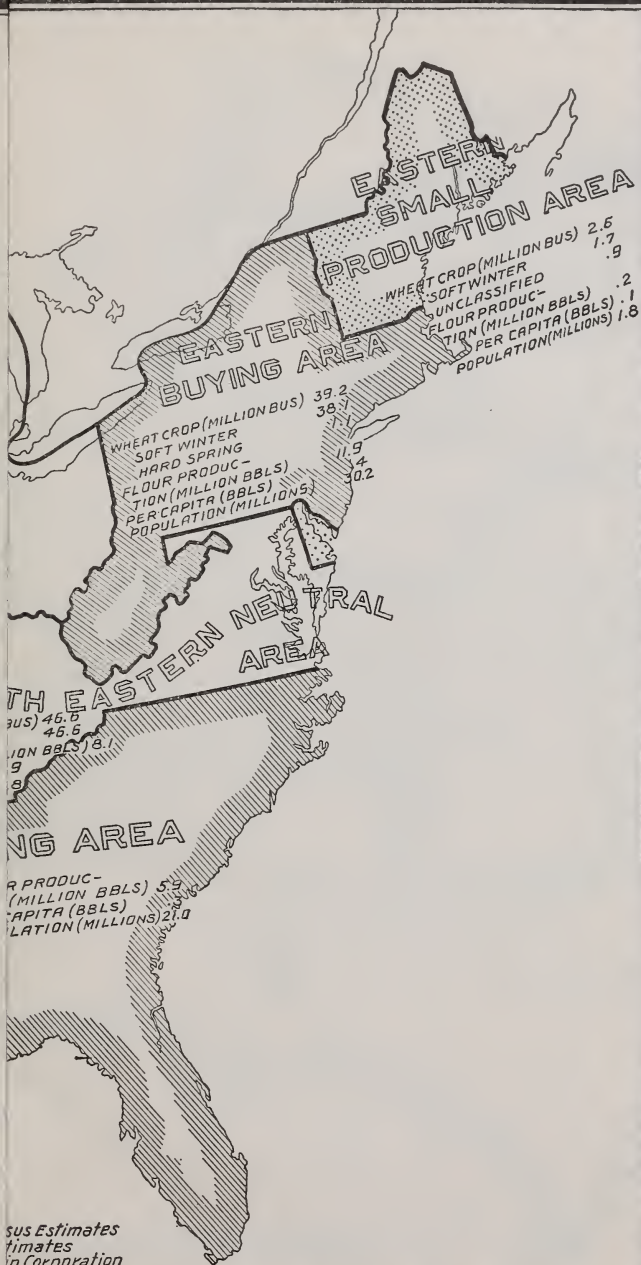 EASTERN
SMALL
PRODUCTION AREA
WHEAT CROP (MILLION BUS) 2.6
SOFT WINTER 1.7
UNCLASSIFIED .9
FLOUR PRODUC-
TION (MILLION BBLS) .2
PER CAPITA (BBLS) .1
POPULATION (MILLIONS) 1.8
EASTERN
BUYING AREA
WHEAT CROP (MILLION BUS) 39.2
SOFT WINTER 38.1
HARD SPRING 1.1
FLOUR PRODUC-
TION (MILLION BBLS) 11.9
PER CAPITA (BBLS) .4
POPULATION (MILLIONS) 30.2
TH EASTERN NEUTRAL
AREA
BUS) 46.6
46.6
LION BBLS) 8.1
9
8
NG AREA
R PRODUC-
(MILLION BBLS) 5.9
CAPITA (BBLS) .3
LATION (MILLIONS) 21.0
sus Estimates
timates
in Corporation